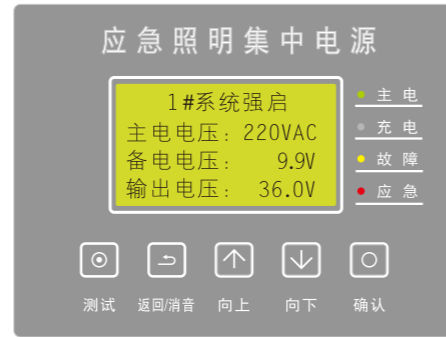 应急照明集中电源
1#系统强启
主电电压：220VAC
备电电压： 9.9V
输出电压： 36.0V
主电
充电
故障
应急
测试 返回/消音 向上 向下 确认